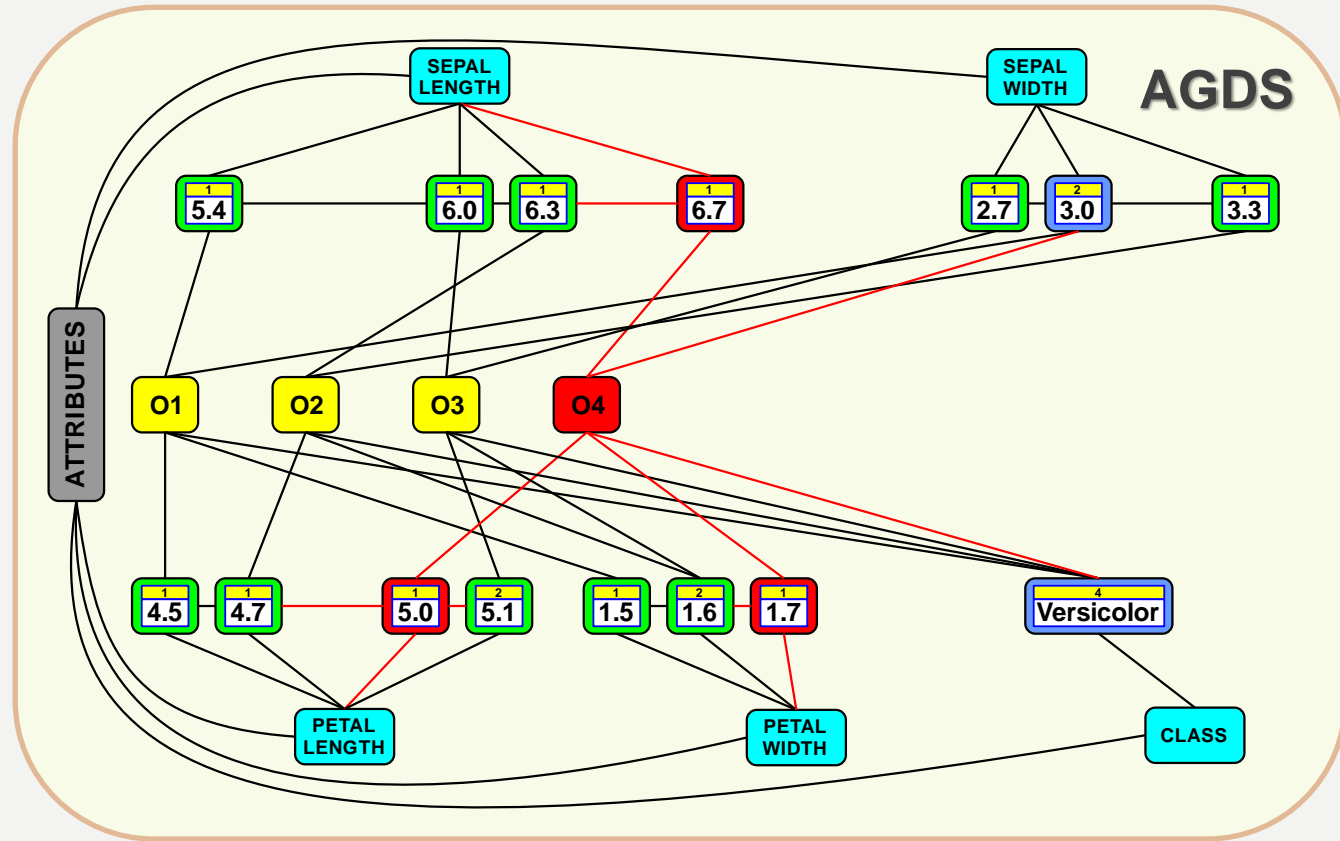 AGDS
SEPAL
LENGTH
SEPAL
WIDTH
1
5.4
1
6.0
1
6.3
1
6.7
1
2.7
2
3.0
1
3.3
ATTRIBUTES
O1
O2
O3
O4
1
4.5
1
4.7
1
5.0
2
5.1
1
1.5
2
1.6
1
1.7
4
Versicolor
PETAL
LENGTH
PETAL
WIDTH
CLASS